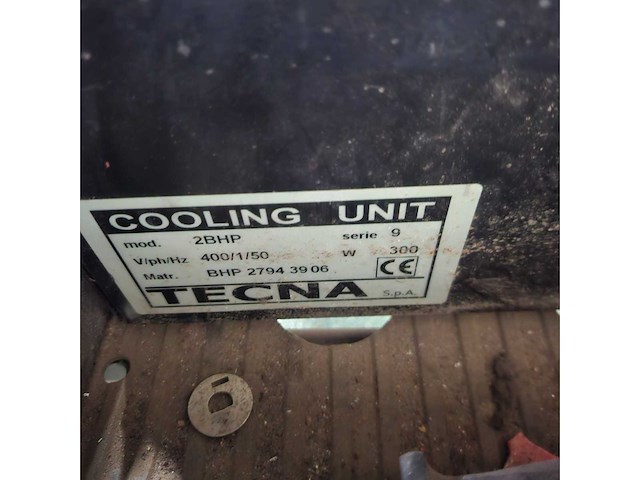 COOLING UNIT
mod. 2BHP serie 9
V/ph/Hz 400/1/50 W 300
Matr. BHP 2794 39 06 CE
TECNA S.p.A.